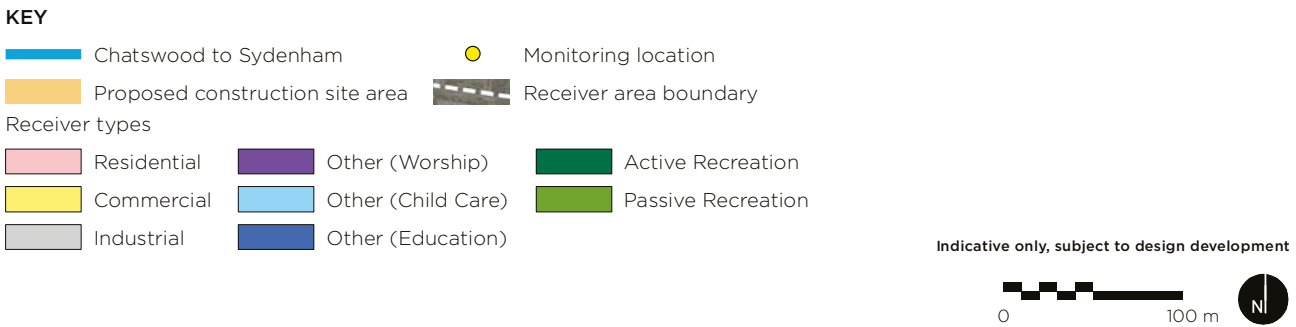 KEY
Chatswood to Sydenham
Monitoring location
Proposed construction site area
Receiver area boundary
Receiver types
Residential
Other (Worship)
Active Recreation
Commercial
Other (Child Care)
Passive Recreation
Industrial
Other (Education)
Indicative only, subject to design development
0
100 m
N